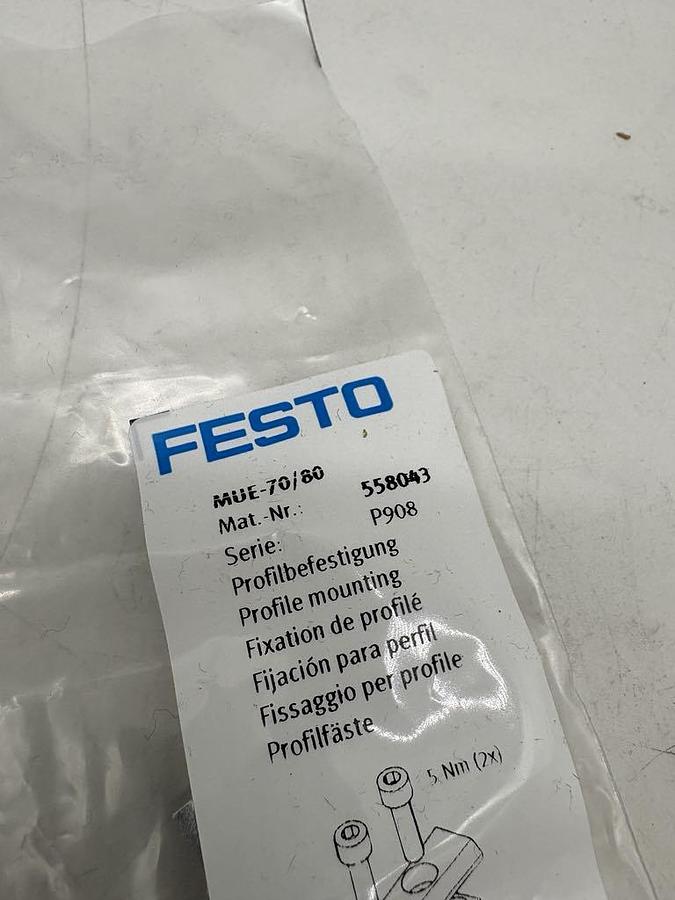 FESTO
MUE-70/80
Mat.-Nr.: 558043
Serie: P908
Profilbefestigung
Profile mounting
Fixation de profilé
Fijación para perfil
Fissaggio per profile
Profilfäste
5 Nm (2x)